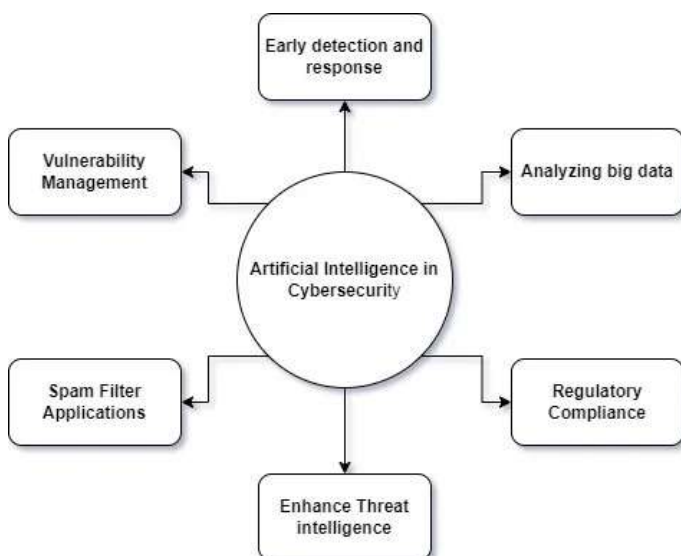 Early detection and
response
Vulnerability
Management
Analyzing big data
Artificial Intelligence in
Cybersecurity
Spam Filter
Applications
Regulatory
Compliance
Enhance Threat
intelligence